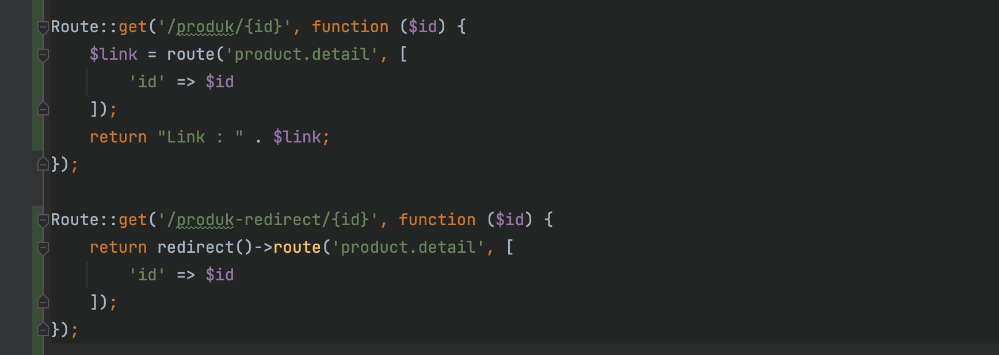 Route::get('/produk/{id}', function ($id) {
    $link = route('product.detail', [
        'id' => $id
    ]);
    return "Link : " . $link;
});

Route::get('/produk-redirect/{id}', function ($id) {
    return redirect()->route('product.detail', [
        'id' => $id
    ]);
});